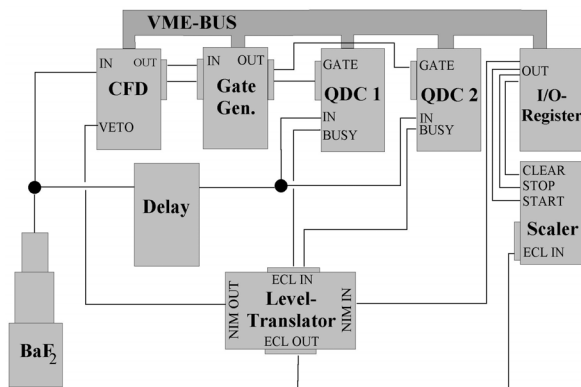 VME-BUS
IN OUT
CFD
VETO
IN OUT
Gate
Gen.
GATE
QDC 1
IN
BUSY
GATE
QDC 2
IN
BUSY
OUT
I/O-
Register
Delay
CLEAR
STOP
START
Scaler
ECL IN
ECL IN
NIM OUT
Level-
Translator
NIM IN
ECL OUT
BaF2